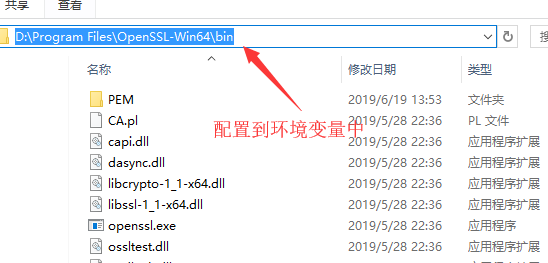 共享
查看
D:\Program Files\OpenSSL-Win64\bin
名称
修改日期
类型
PEM
2019/6/19 13:53
文件夹
CA.pl
2019/5/28 22:36
PL 文件
配置到环境变量中
capi.dll
2019/5/28 22:36
应用程序扩展
dasync.dll
2019/5/28 22:36
应用程序扩展
libcrypto-1_1-x64.dll
2019/5/28 22:36
应用程序扩展
libssl-1_1-x64.dll
2019/5/28 22:36
应用程序扩展
openssl.exe
2019/5/28 22:36
应用程序
ossltest.dll
2019/5/28 22:36
应用程序扩展